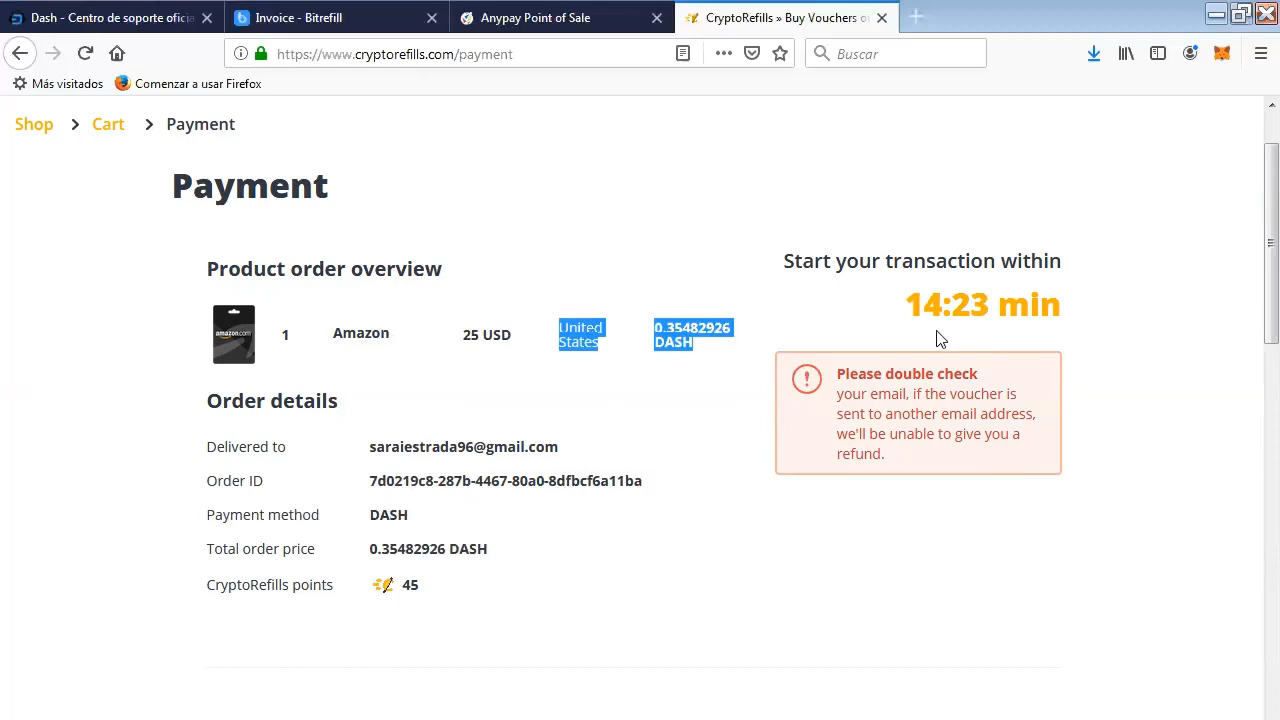 Dash - Centro de soporte oficia
Invoice - Bitrefill
Anypay Point of Sale
CryptoRefills » Buy Vouchers o
https://www.cryptorefills.com/payment
Buscar
Más visitados
Comenzar a usar Firefox
Shop
Cart
Payment
Payment
Product order overview
amazon.com
1
Amazon
25 USD
United
States
0.35482926
DASH
Order details
Delivered to
saraiestrada96@gmail.com
Order ID
7d0219c8-287b-4467-80a0-8dfbcf6a11ba
Payment method
DASH
Total order price
0.35482926 DASH
CryptoRefills points
45
Start your transaction within
14:23 min
Please double check
your email, if the voucher is
sent to another email address,
we'll be unable to give you a
refund.